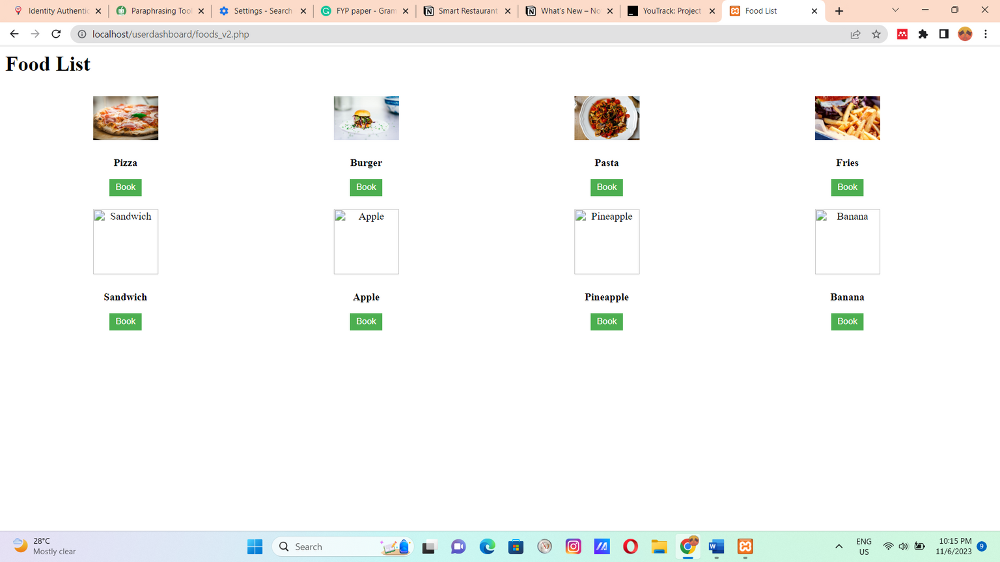 Identity Authentic
Paraphrasing Tool
Settings - Search
FYP paper - Gram
Smart Restaurant
What's New – No
YouTrack: Project
Food List
localhost/userdashboard/foods_v2.php
Food List
Pizza
Burger
Pasta
Fries
Book
Book
Book
Book
Sandwich
Apple
Pineapple
Banana
Sandwich
Apple
Pineapple
Banana
Book
Book
Book
Book
28°C
Mostly clear
Search
ENG
US
10:15 PM
11/6/2023
9